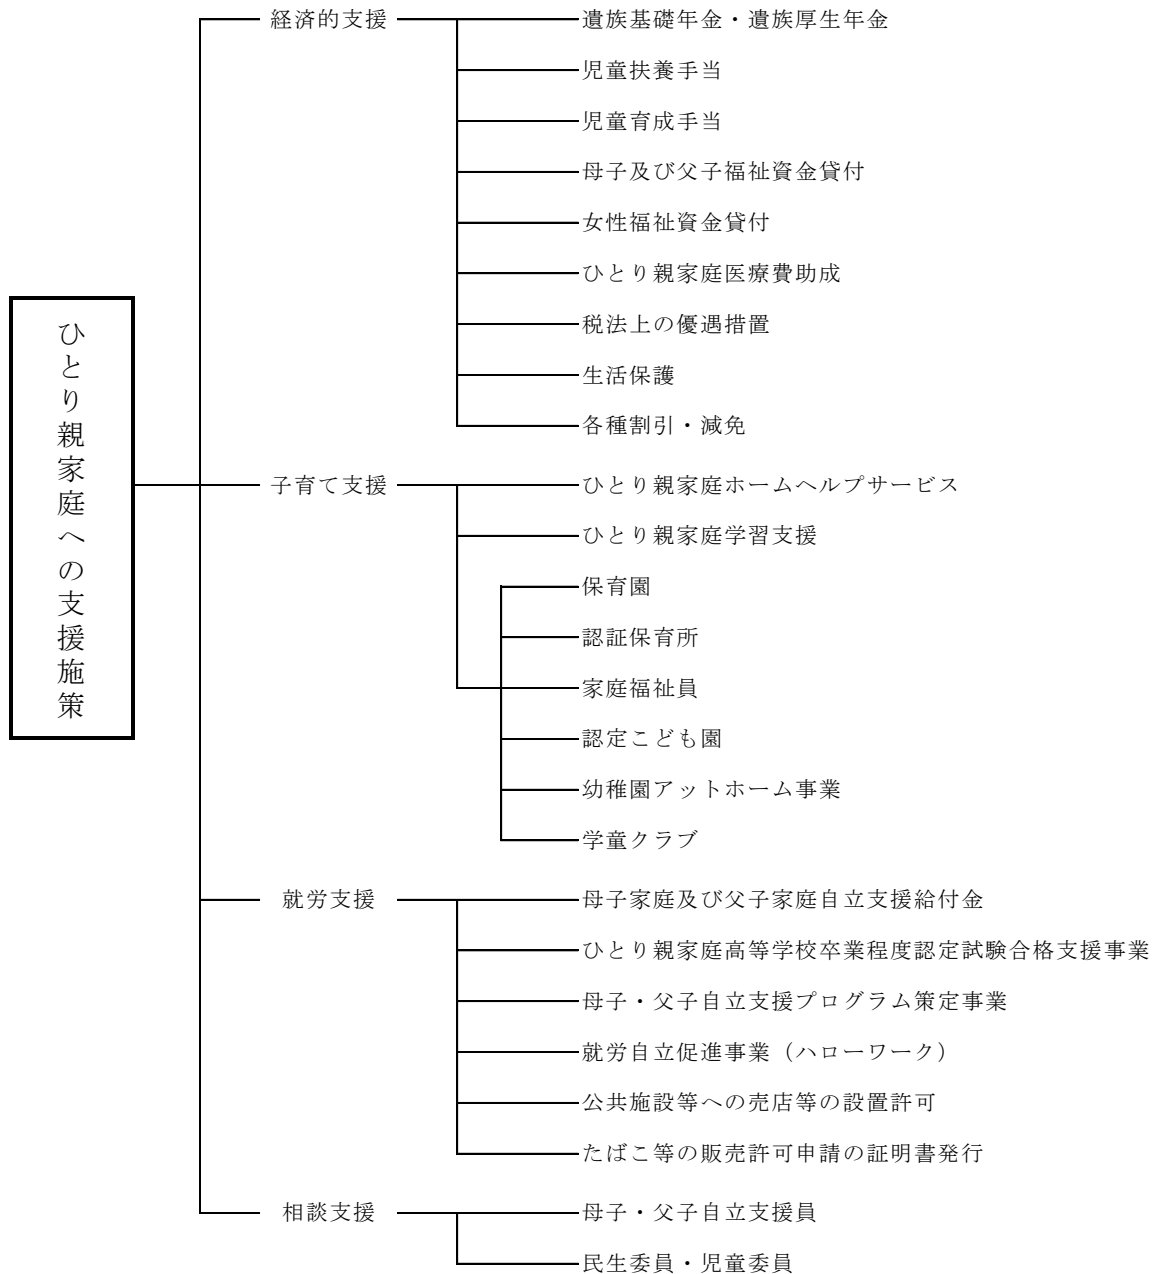 ひとり親家庭への支援施策
経済的支援
遺族基礎年金・遺族厚生年金
児童扶養手当
児童育成手当
母子及び父子福祉資金貸付
女性福祉資金貸付
ひとり親家庭医療費助成
税法上の優遇措置
生活保護
各種割引・減免
子育て支援
ひとり親家庭ホームヘルプサービス
ひとり親家庭学習支援
保育園
認証保育所
家庭福祉員
認定こども園
幼稚園アットホーム事業
学童クラブ
就労支援
母子家庭及び父子家庭自立支援給付金
ひとり親家庭高等学校卒業程度認定試験合格支援事業
母子・父子自立支援プログラム策定事業
就労自立促進事業（ハローワーク）
公共施設等への売店等の設置許可
たばこ等の販売許可申請の証明書発行
相談支援
母子・父子自立支援員
民生委員・児童委員